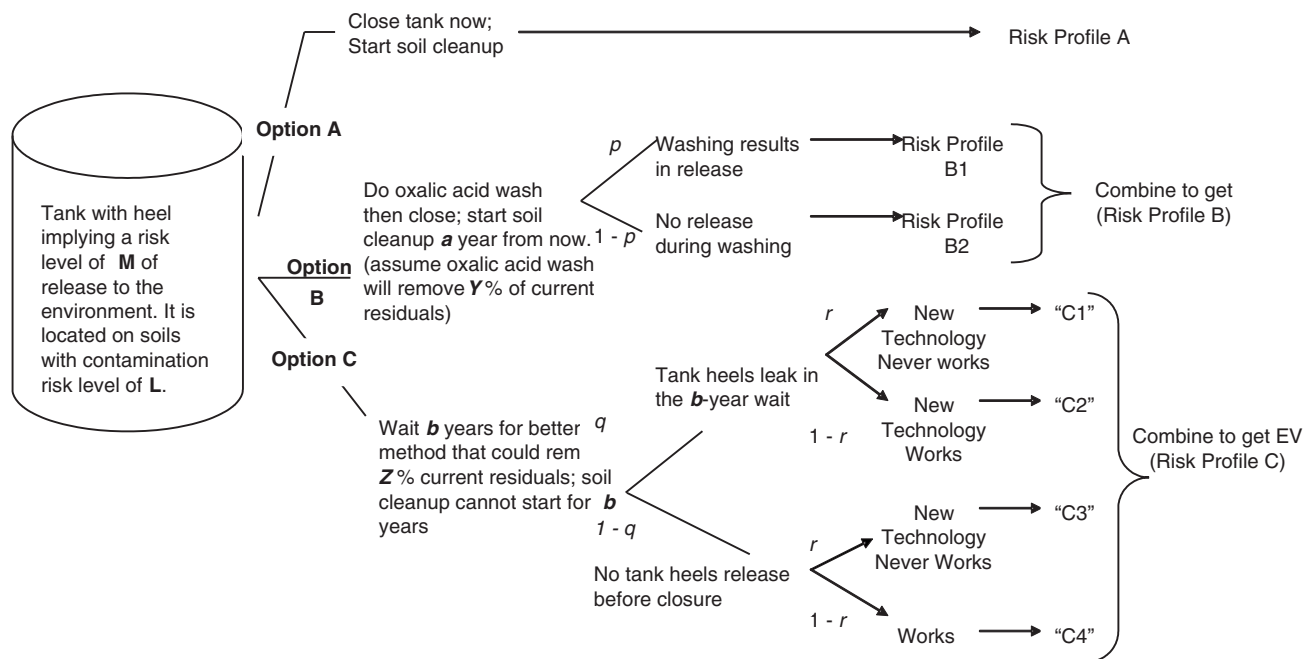 Close tank now;
Start soil cleanup
Risk Profile A
Option A
Tank with heel
implying a risk
level of M of
release to the
environment. It is
located on soils
with contamination
risk level of L.
Option
B
Do oxalic acid wash
then close; start soil
cleanup a year from now.
(assume oxalic acid wash
will remove Y % of current
residuals)
p
Washing results
in release
Risk Profile
B1
1 - p
No release
during washing
Risk Profile
B2
Combine to get
(Risk Profile B)
Option C
Wait b years for better
method that could rem
Z % current residuals; soil
cleanup cannot start for b
years
q
Tank heels leak in
the b-year wait
r
New
Technology
Never works
“C1”
1 - r
New
Technology
Works
“C2”
1 - q
No tank heels release
before closure
r
New
Technology
Never Works
“C3”
1 - r
Works
“C4”
Combine to get EV
(Risk Profile C)